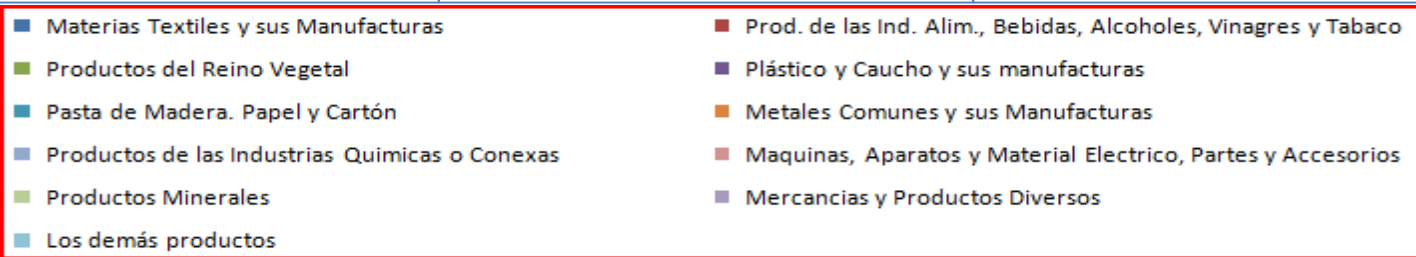 Materias Textiles y sus Manufacturas
Prod. de las Ind. Alim., Bebidas, Alcoholes, Vinagres y Tabaco
Productos del Reino Vegetal
Plástico y Caucho y sus manufacturas
Pasta de Madera. Papel y Cartón
Metales Comunes y sus Manufacturas
Productos de las Industrias Quimicas o Conexas
Maquinas, Aparatos y Material Electrico, Partes y Accesorios
Productos Minerales
Mercancias y Productos Diversos
Los demás productos